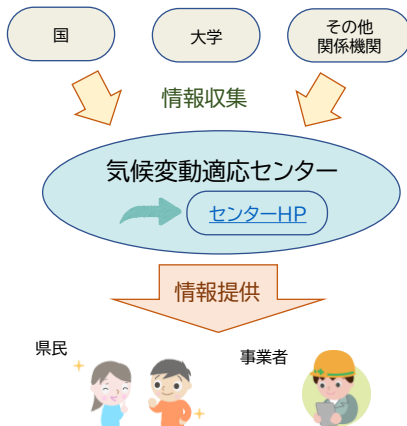 国
大学
その他
関係機関
情報収集
気候変動適応センター
センターHP
情報提供
県民
事業者